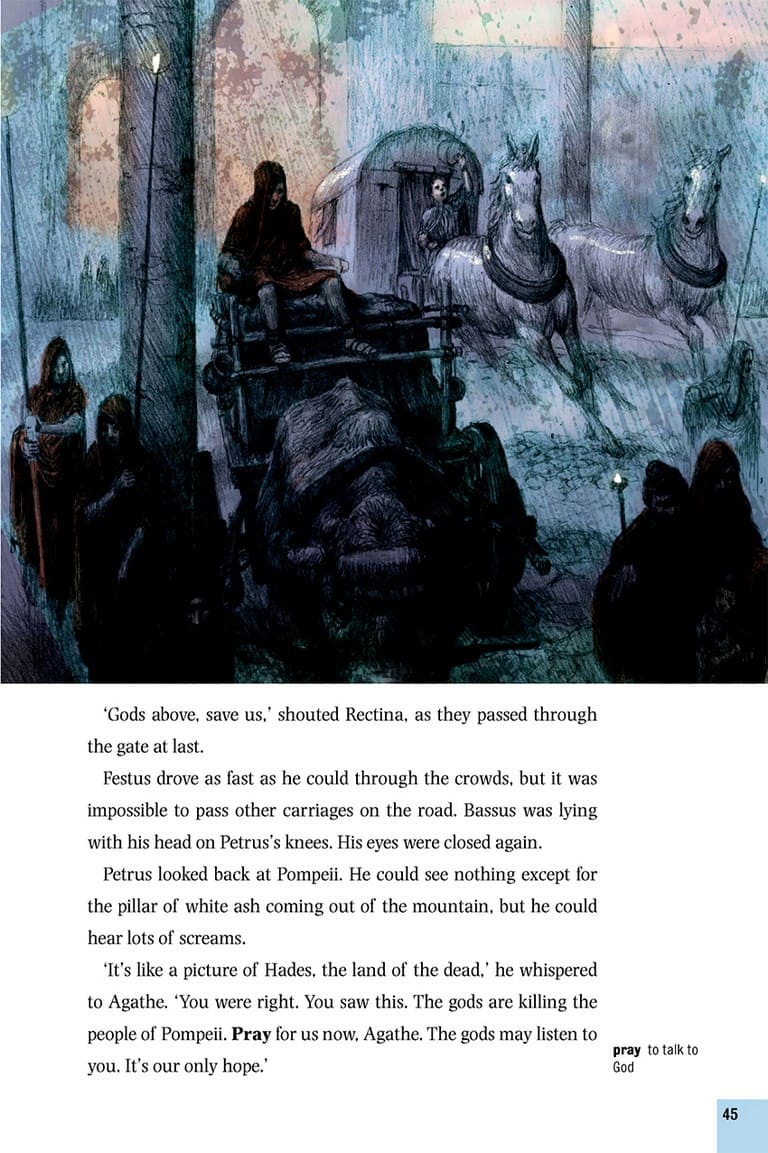 ‘Gods above, save us,’ shouted Rectina, as they passed through
the gate at last.
Festus drove as fast as he could through the crowds, but it was
impossible to pass other carriages on the road. Bassus was lying
with his head on Petrus’s knees. His eyes were closed again.
Petrus looked back at Pompeii. He could see nothing except for
the pillar of white ash coming out of the mountain, but he could
hear lots of screams.
‘It’s like a picture of Hades, the land of the dead,’ he whispered
to Agathe. ‘You were right. You saw this. The gods are killing the
people of Pompeii. Pray for us now, Agathe. The gods may listen to
you. It’s our only hope.’
pray to talk to
God
45